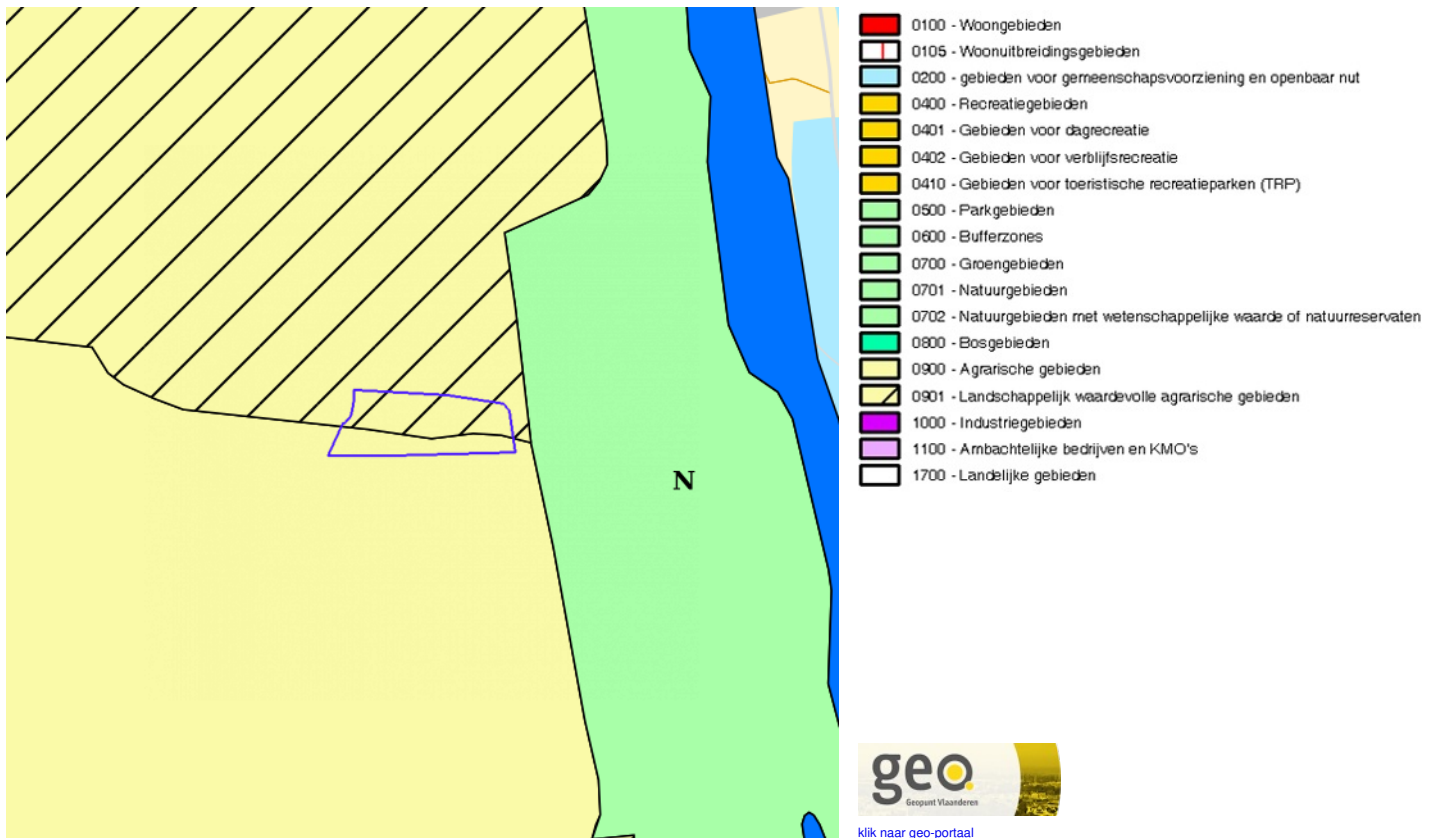 N
0100 - Woongebieden
0105 - Woonuitbreidingsgebieden
0200 - gebieden voor gemeenschapsvoorziening en openbaar nut
0400 - Recreatiegebieden
0401 - Gebieden voor dagrecreatie
0402 - Gebieden voor verblijfsrecreatie
0410 - Gebieden voor toeristische recreatieparken (TRP)
0500 - Parkgebieden
0600 - Bufferzones
0700 - Groengebieden
0701 - Natuurgebieden
0702 - Natuurgebieden met wetenschappelijke waarde of natuurreservaten
0800 - Bosgebieden
0900 - Agrarische gebieden
0901 - Landschappelijk waardevolle agrarische gebieden
1000 - Industriegebieden
1100 - Ambachtelijke bedrijven en KMO's
1700 - Landelijke gebieden
geo
Geopunt Vlaanderen
klik naar geo-portaal